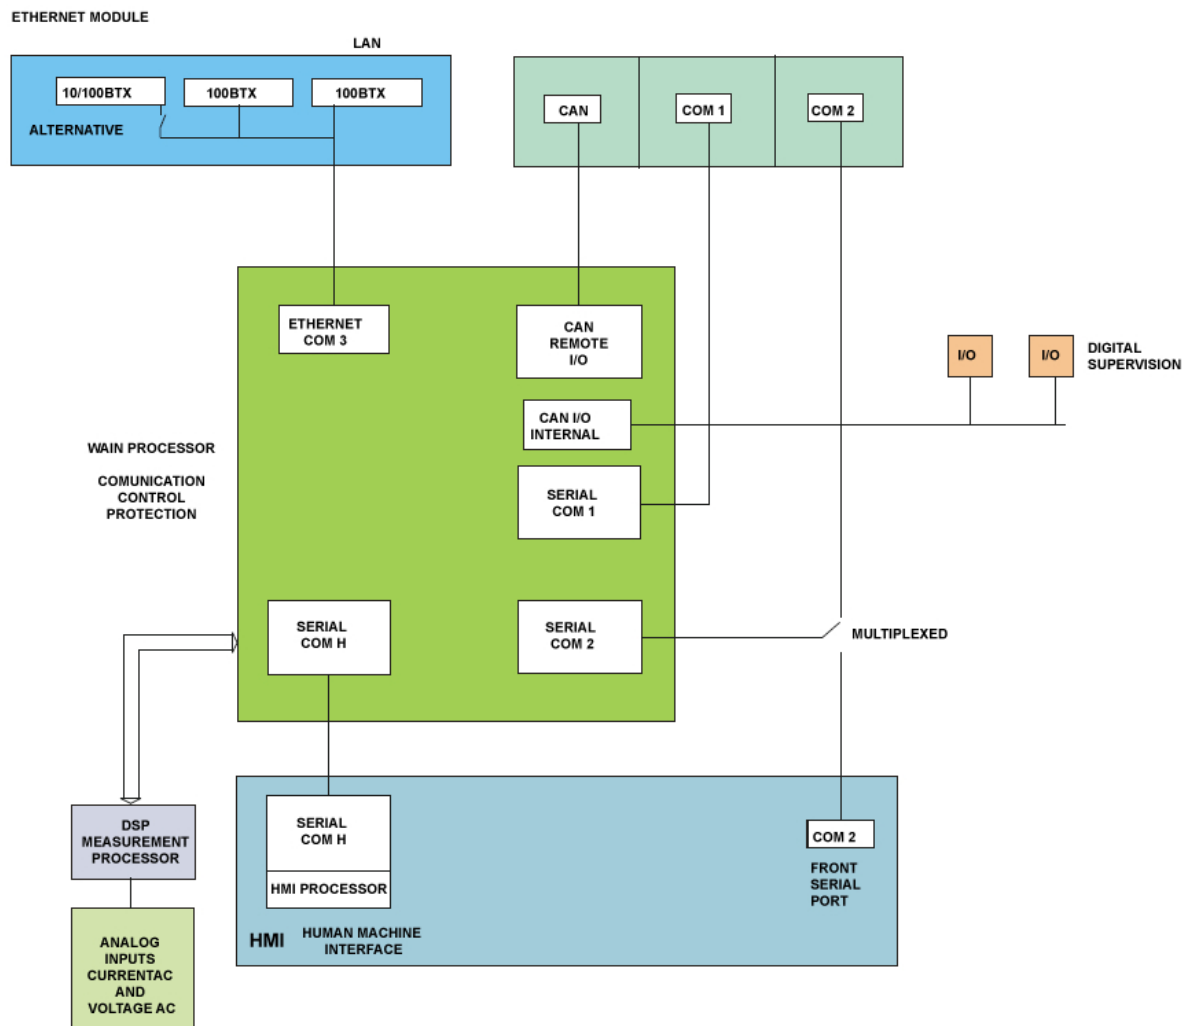 ETHERNET MODULE
LAN
10/100BTX
100BTX
100BTX
ALTERNATIVE
CAN
COM 1
COM 2
ETHERNET
COM 3
CAN
REMOTE
I/O
I/O
I/O
DIGITAL
SUPERVISION
CAN I/O
INTERNAL
WAIN PROCESSOR
COMUNICATION
CONTROL
PROTECTION
SERIAL
COM 1
SERIAL
COM H
SERIAL
COM 2
MULTIPLEXED
DSP
MEASUREMENT
PROCESSOR
SERIAL
COM H
HMI PROCESSOR
COM 2
FRONT
SERIAL
PORT
HMI
HUMAN MACHINE
INTERFACE
ANALOG
INPUTS
CURRENTAC
AND
VOLTAGE AC